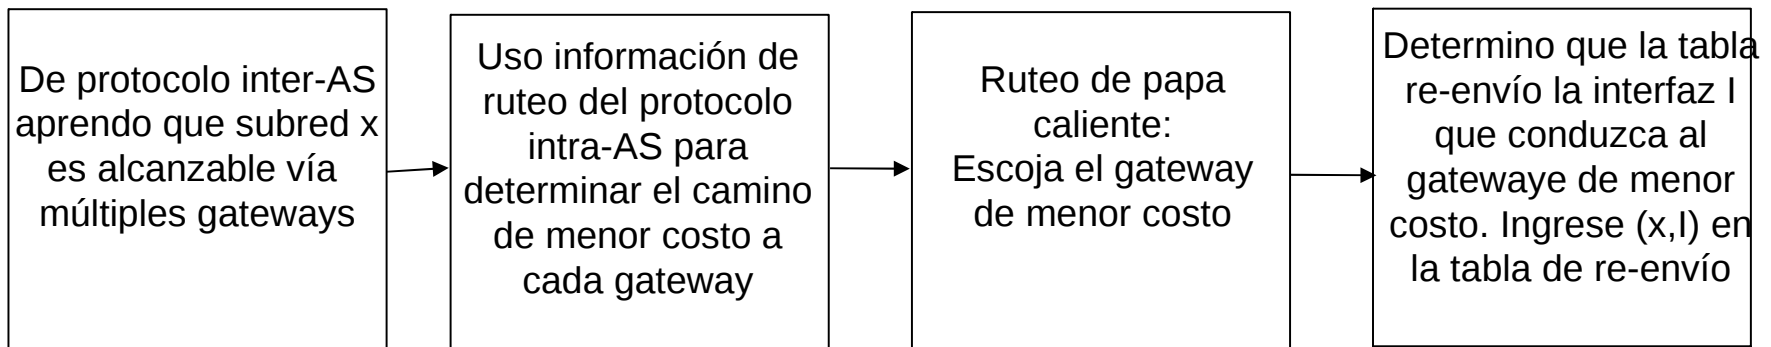 De protocolo inter-AS
aprendo que subred x
es alcanzable vía
múltiples gateways
Uso información de
ruteo del protocolo
intra-AS para
determinar el camino
de menor costo a
cada gateway
Ruteo de papa
caliente:
Escoja el gateway
de menor costo
Determino que la tabla
re-envío la interfaz I
que conduzca al
gatewaye de menor
costo. Ingrese (x,I) en
la tabla de re-envío